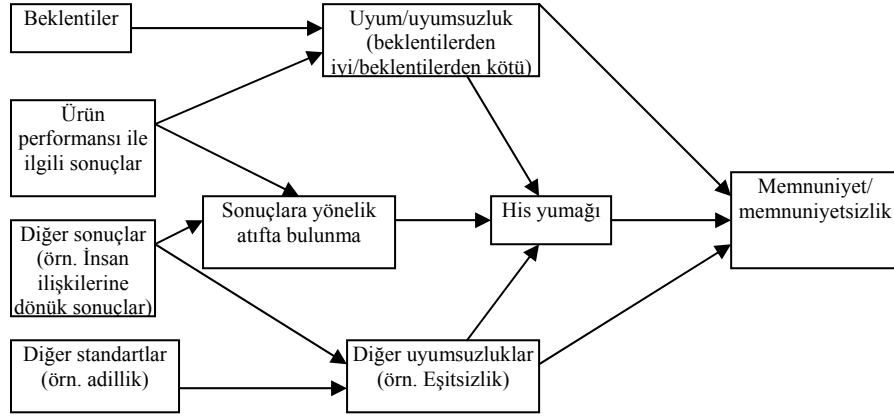 Beklentiler
Uyum/uyumsuzluk
(beklentilerden
iyi/beklentilerden kötü)
Ürün
performansı ile
ilgili sonuçlar
Sonuçlara yönelik
atıfta bulunma
His yumağı
Memnuniyet/
memnuniyetsizlik
Diğer sonuçlar
(örn. İnsan
ilişkilerine
dönük sonuçlar)
Diğer standartlar
(örn. adillik)
Diğer uyumsuzluklar
(örn. Eşitsizlik)